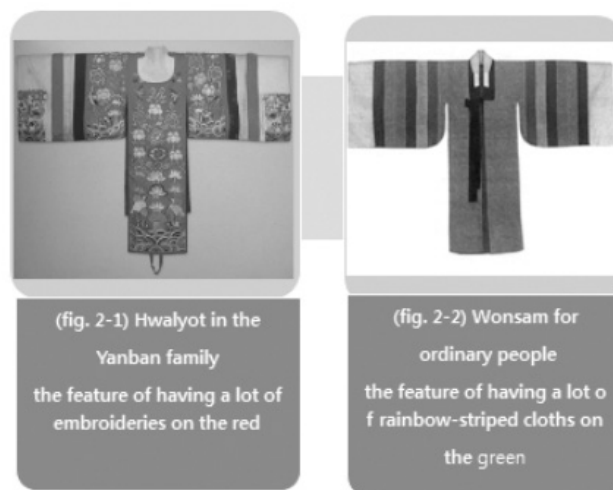 (fig. 2-1) Hwalyot in the
Yanban family
the feature of having a lot of
embroideries on the red
(fig. 2-2) Wonsam for
ordinary people
the feature of having a lot o
f rainbow-striped cloths on
the green